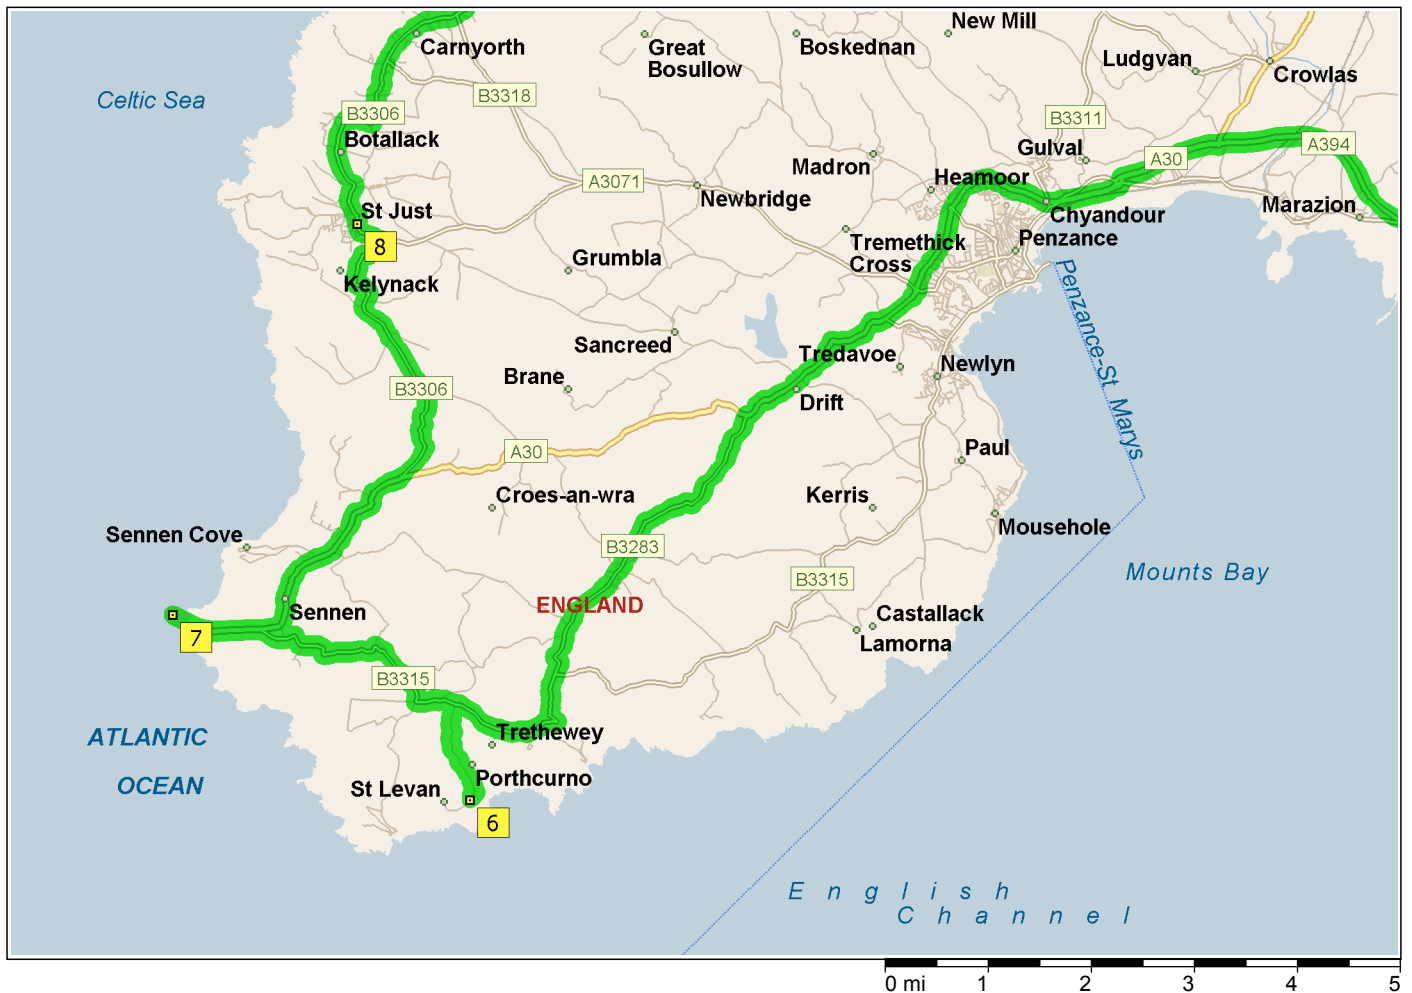 New Mill
Carnyorth
Great
Bosullow
Boskednan
Ludgvan
Crowlas
Celtic Sea
B3318
B3306
B3311
Botallack
Gulval
A30
A394
Madron
Heamoor
A3071
Newbridge
Marazion
St Just
Chyandour
8
Tremethick
Cross
Penzance
Grumbla
Kelynack
Penzance-St. Marys
Sancreed
Tredavoe
Newlyn
Brane
B3306
Drift
A30
Paul
Croes-an-wra
Kerris
Mousehole
Sennen Cove
B3283
Mounts Bay
B3315
ENGLAND
Sennen
Castallack
7
Lamorna
B3315
ATLANTIC
OCEAN
Trethewey
Porthcurno
St Levan
6
English
Channel
0 mi 1 2 3 4 5